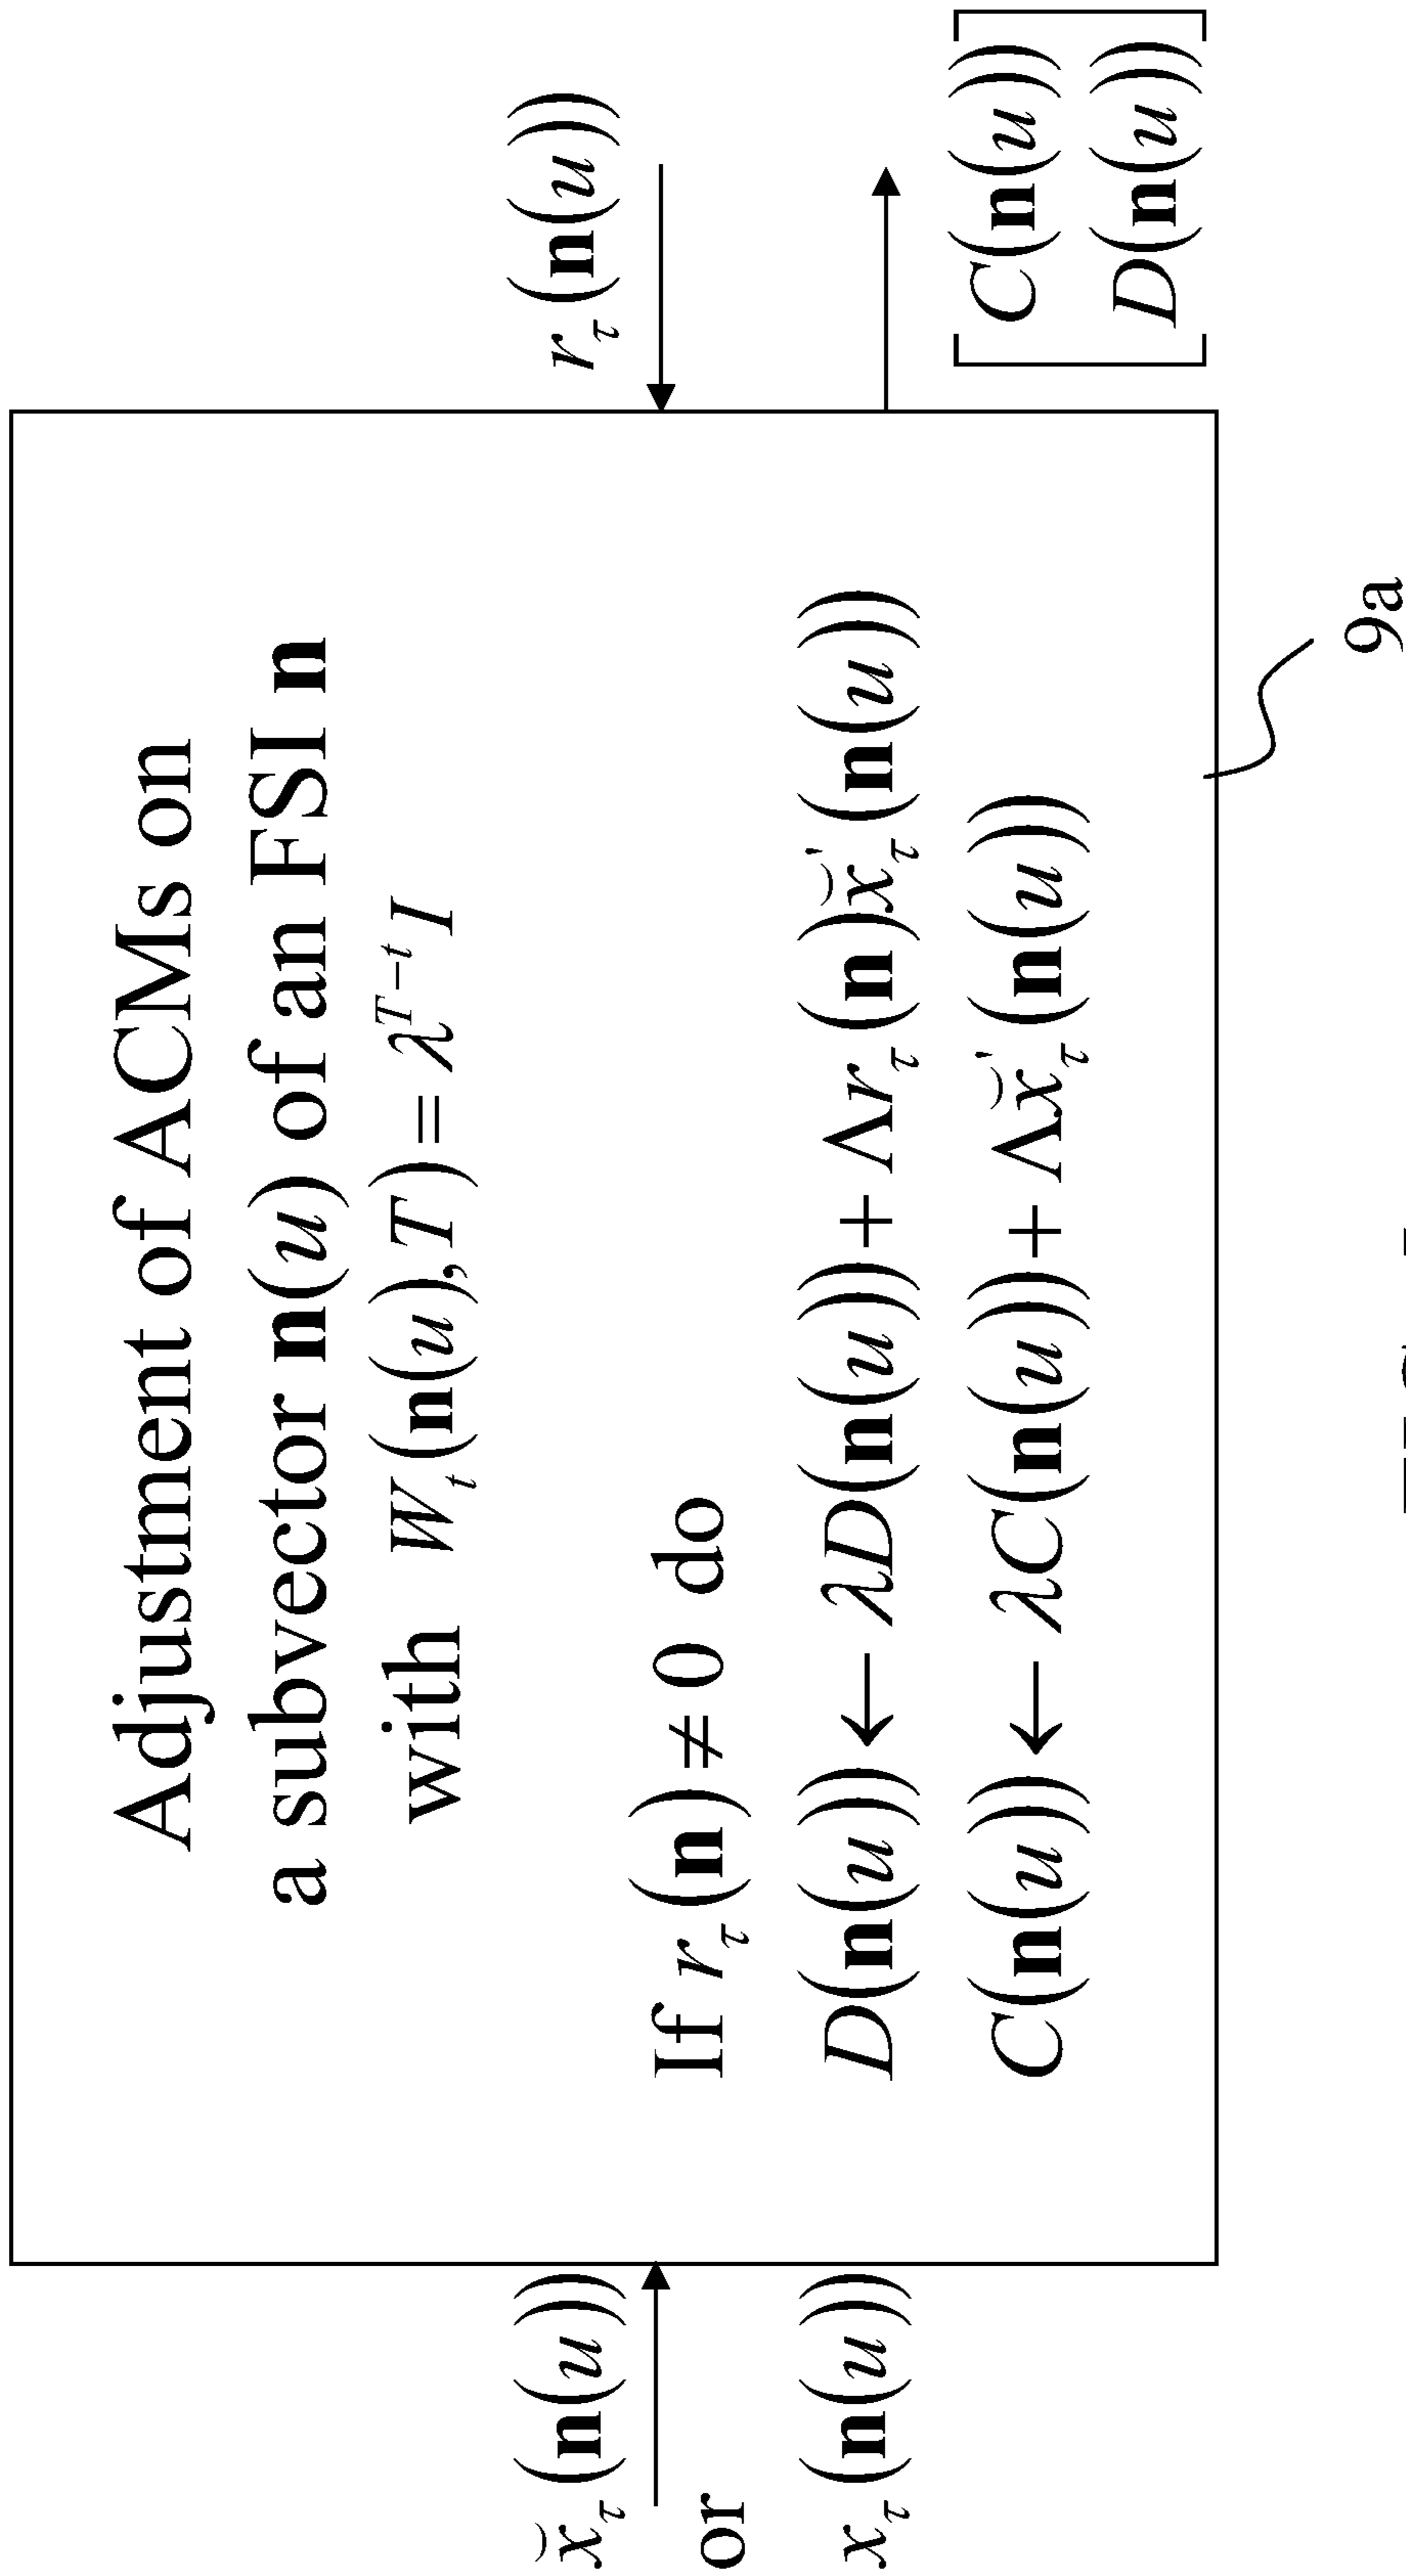 Adjustment of ACMs on
a subvector n(u) of an FSI n
with W_t(n(u),T) = λ^{T−t} I
If r_τ(n) ≠ 0 do
D(n(u)) ← λD(n(u)) + Λr_τ(n)x̆'_τ(n(u))
C(n(u)) ← λC(n(u)) + Λx̆'_τ(n(u))
x̆_τ(n(u))
or
x_τ(n(u))
r_τ(n(u))
[C(n(u))
D(n(u))]
9a